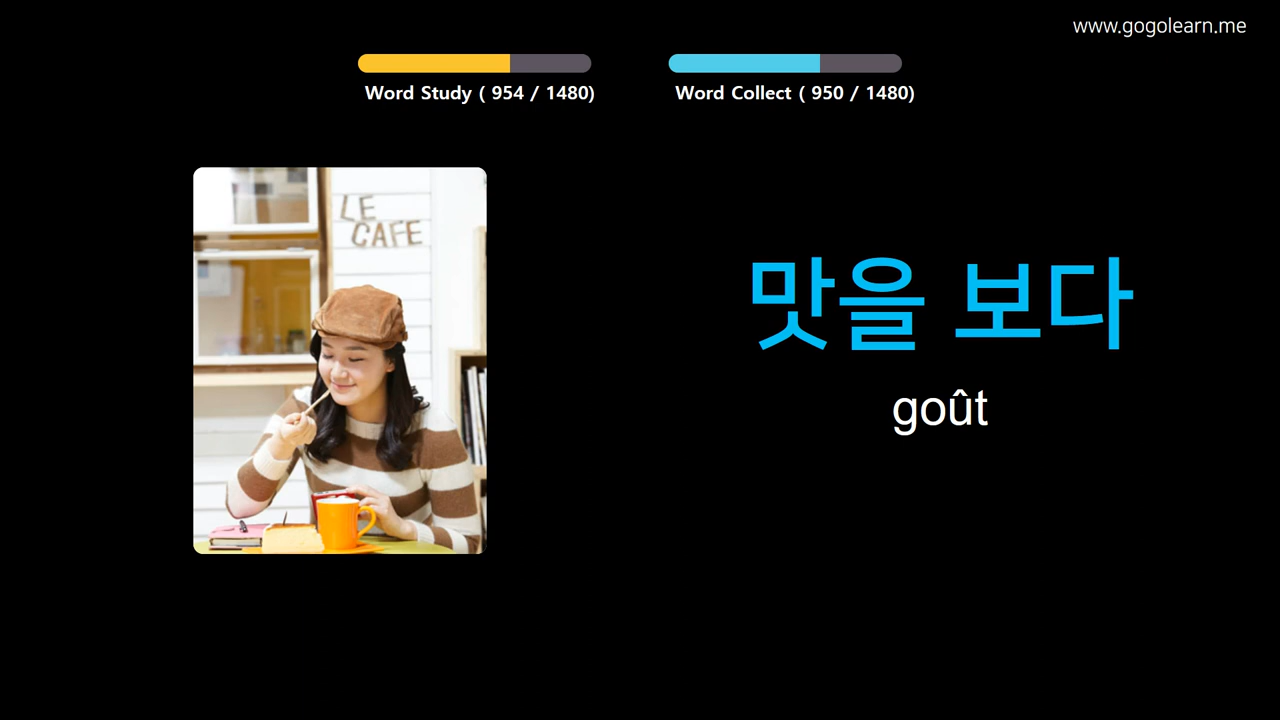 www.gogolearn.me
Word Study ( 954 / 1480)
Word Collect ( 950 / 1480)
LE
CAFE
맛을 보다
goût